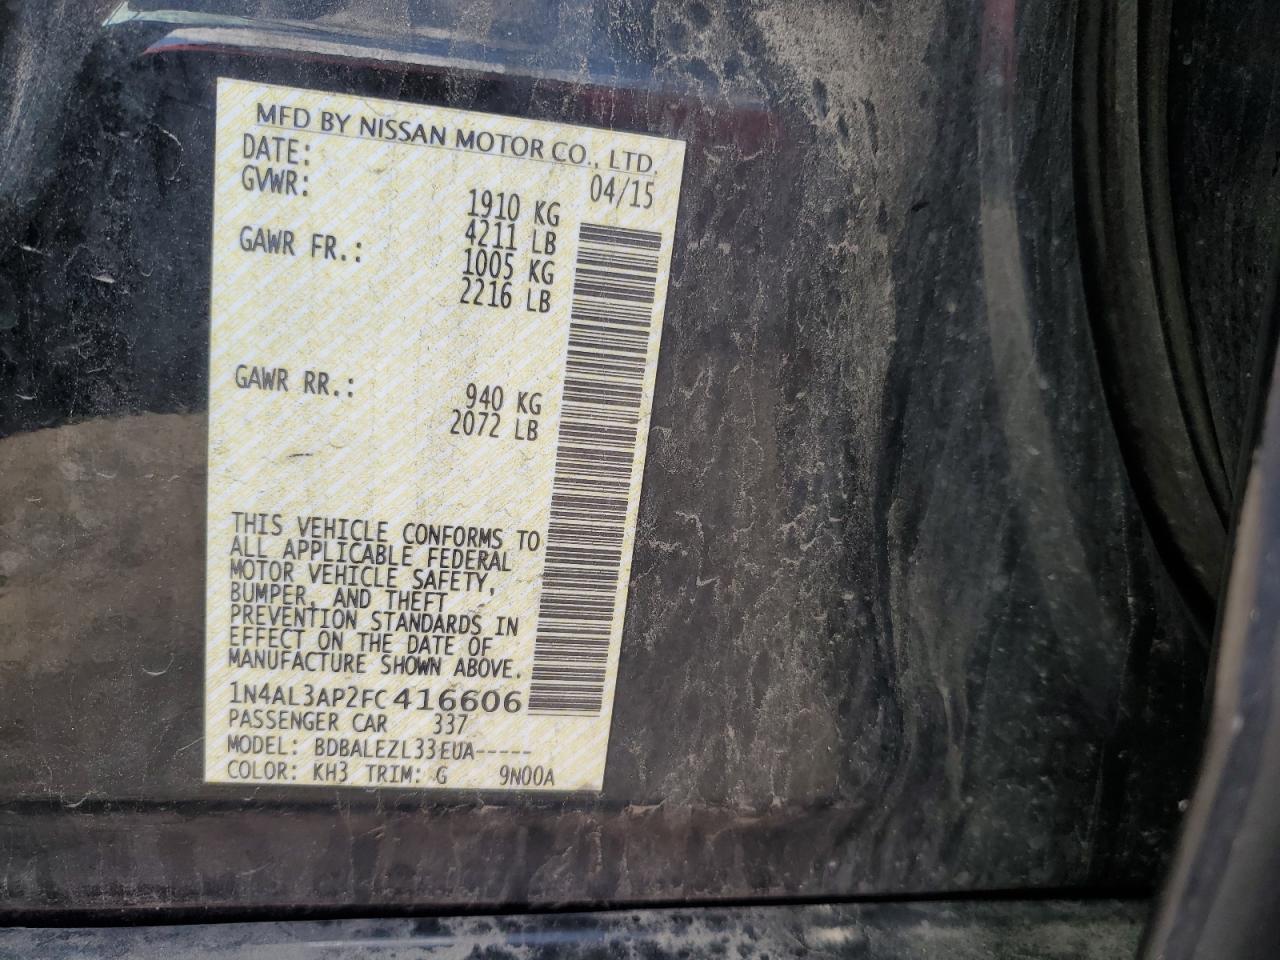 MFD BY NISSAN MOTOR CO., LTD.
DATE: 04/15
GVWR: 1910 KG
4211 LB
GAWR FR.: 1005 KG
2216 LB
GAWR RR.: 940 KG
2072 LB
THIS VEHICLE CONFORMS TO
ALL APPLICABLE FEDERAL
MOTOR VEHICLE SAFETY,
BUMPER, AND THEFT
PREVENTION STANDARDS IN
EFFECT ON THE DATE OF
MANUFACTURE SHOWN ABOVE.
1N4AL3AP2FC416606
PASSENGER CAR 337
MODEL: BDBALEZL33EUA-----
COLOR: KH3 TRIM: G 9N00A